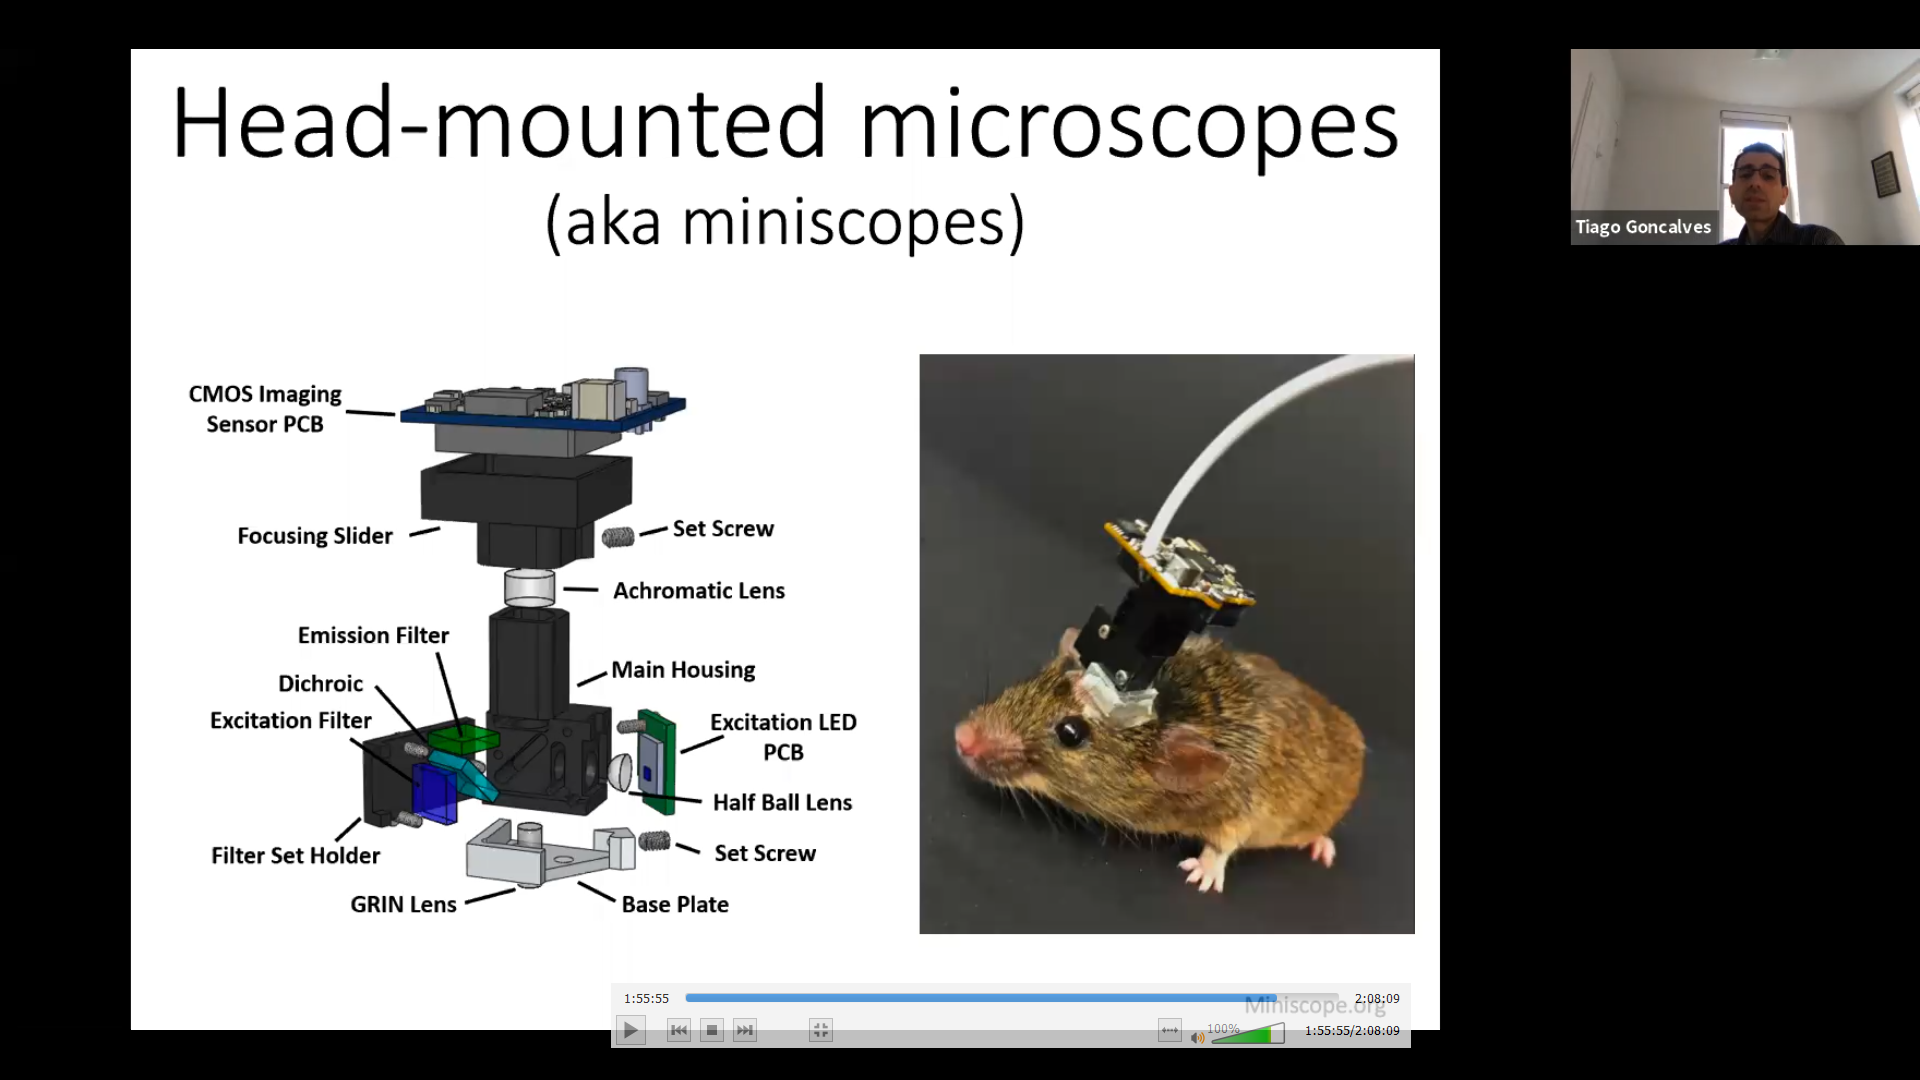 Head-mounted microscopes
(aka miniscopes)
CMOS Imaging
Sensor PCB
Focusing Slider
Set Screw
Achromatic Lens
Emission Filter
Main Housing
Dichroic
Excitation Filter
Excitation LED
PCB
Half Ball Lens
Filter Set Holder
Set Screw
GRIN Lens
Base Plate
Miniscope.org
Tiago Goncalves
1:55:55
2:08:09
100%
1:55:55/2:08:09